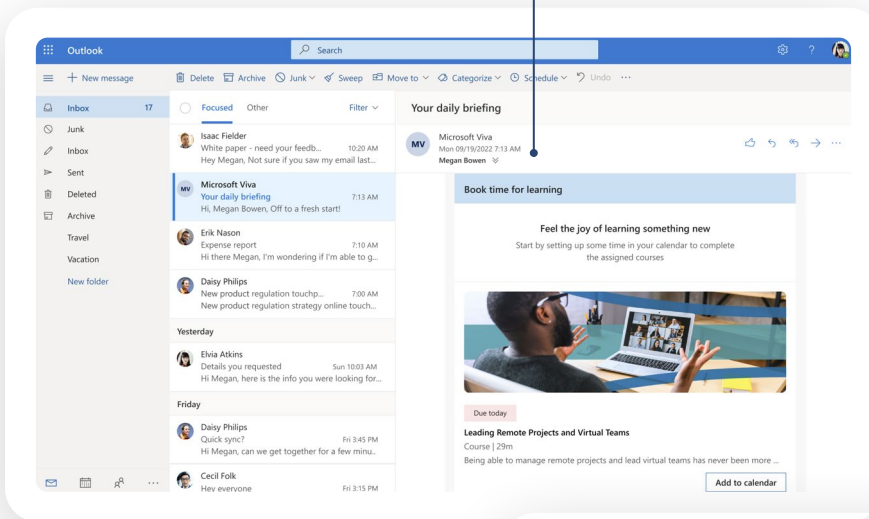 Outlook
Search
?
New message
Delete
Archive
Junk
Sweep
Move to
Categorize
Schedule
Undo
...
Inbox 17
Junk
Inbox
Sent
Deleted
Archive
Travel
Vacation
New folder
...
Focused
Other
Filter
Isaac Fielder
White paper - need your feedb... 10:20 AM
Hey Megan, Not sure if you saw my email last...
MV
Microsoft Viva
Your daily briefing 7:13 AM
Hi, Megan Bowen, Off to a fresh start!
Erik Nason
Expense report 7:10 AM
Hi there Megan, I'm wondering if I'm able to g...
Daisy Philips
New product regulation touchp... 7:00 AM
New product regulation strategy online touch...
Yesterday
Elvia Atkins
Details you requested Sun 10:03 AM
Hi Megan, here is the info you were looking for...
Friday
Daisy Philips
Quick sync? Fri 3:45 PM
Hi Megan, can we get together for a few minu..
Cecil Folk
Hey everyone Fri 3:15 PM
Your daily briefing
MV
Microsoft Viva
Mon 09/19/2022 7:13 AM
Megan Bowen
...
Book time for learning
Feel the joy of learning something new
Start by setting up some time in your calendar to complete
the assigned courses
Due today
Leading Remote Projects and Virtual Teams
Course | 29m
Being able to manage remote projects and lead virtual teams has never been more ...
Add to calendar